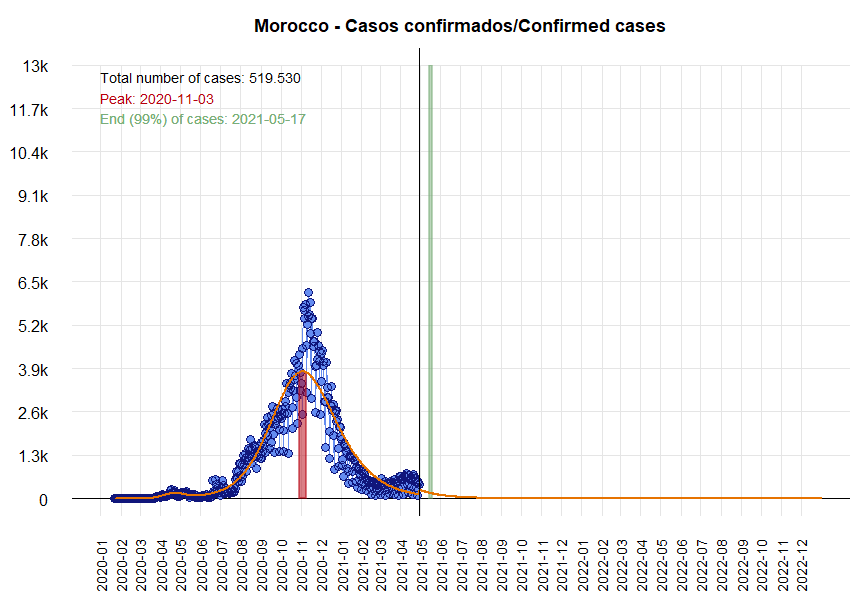 Morocco - Casos confirmados/Confirmed cases
13k
Total number of cases: 519.530
Peak: 2020-11-03
11.7k
End (99%) of cases: 2021-05-17
10.4k
9.1k
7.8k
6.5k
5.2k
3.9k
2.6k
1.3k
0
2020-01
2020-02
2020-03
2020-04
2020-05
2020-06
2020-07
2020-08
2020-09
2020-10
2020-11
2020-12
2021-01
2021-02
2021-03
2021-04
2021-05
2021-06
2021-07
2021-08
2021-09
2021-10
2021-11
2021-12
2022-01
2022-02
2022-03
2022-04
2022-05
2022-06
2022-07
2022-08
2022-09
2022-10
2022-11
2022-12